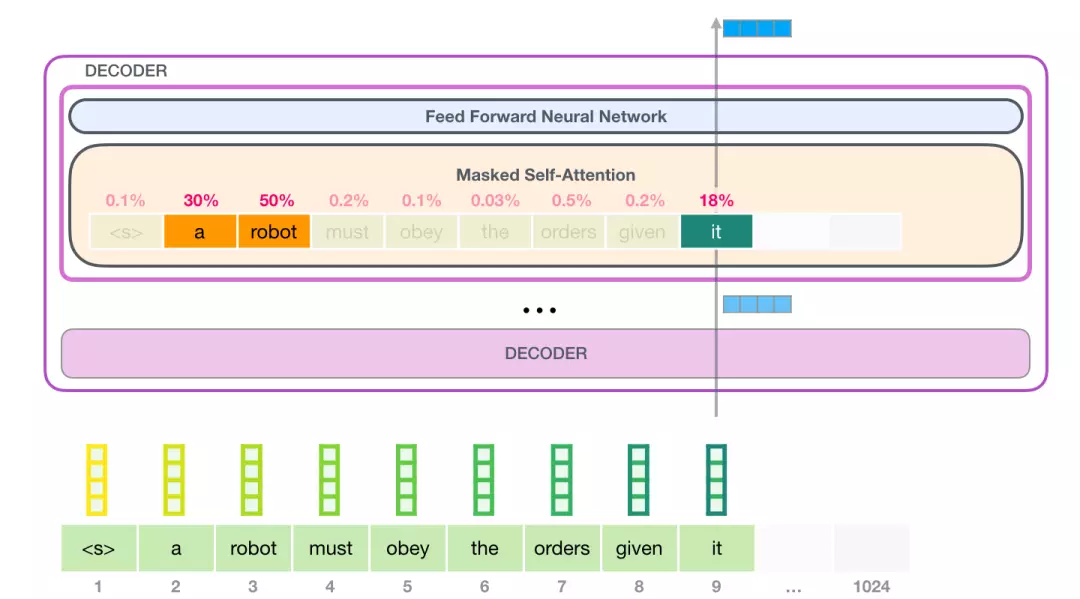 DECODER
Feed Forward Neural Network
Masked Self-Attention
0.1% 30% 50% 0.2% 0.1% 0.03% 0.5% 0.2% 18%
<s> a robot must obey the orders given it
...
DECODER
<s> a robot must obey the orders given it
1 2 3 4 5 6 7 8 9 ... 1024